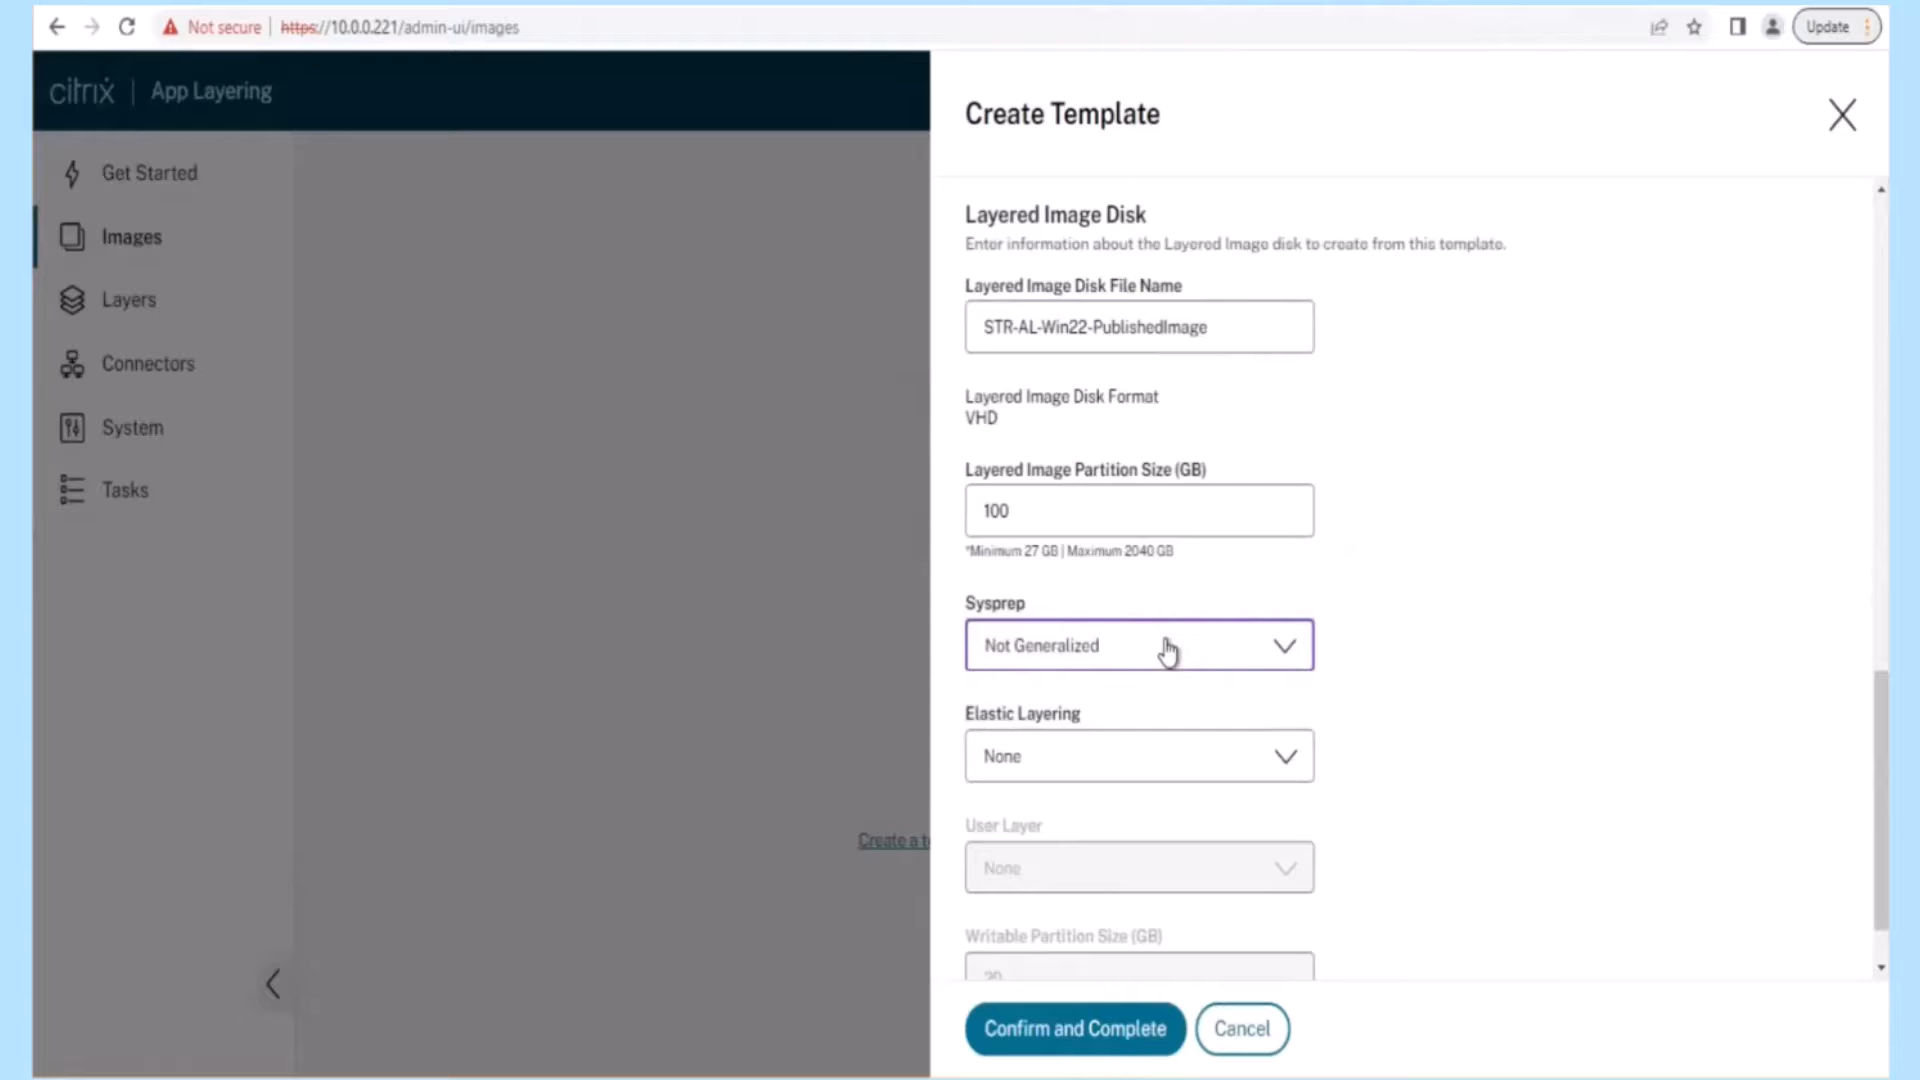 Not secure | https://10.0.0.221/admin-ui/images
Update
citrix | App Layering
Create Template
Get Started
Images
Layers
Connectors
System
Tasks
Create a t
Layered Image Disk
Enter information about the Layered Image disk to create from this template.
Layered Image Disk File Name
STR-AL-Win22-PublishedImage
Layered Image Disk Format
VHD
Layered Image Partition Size (GB)
100
*Minimum 27 GB | Maximum 2040 GB
Sysprep
Not Generalized
Elastic Layering
None
User Layer
None
Writable Partition Size (GB)
20
Confirm and Complete
Cancel